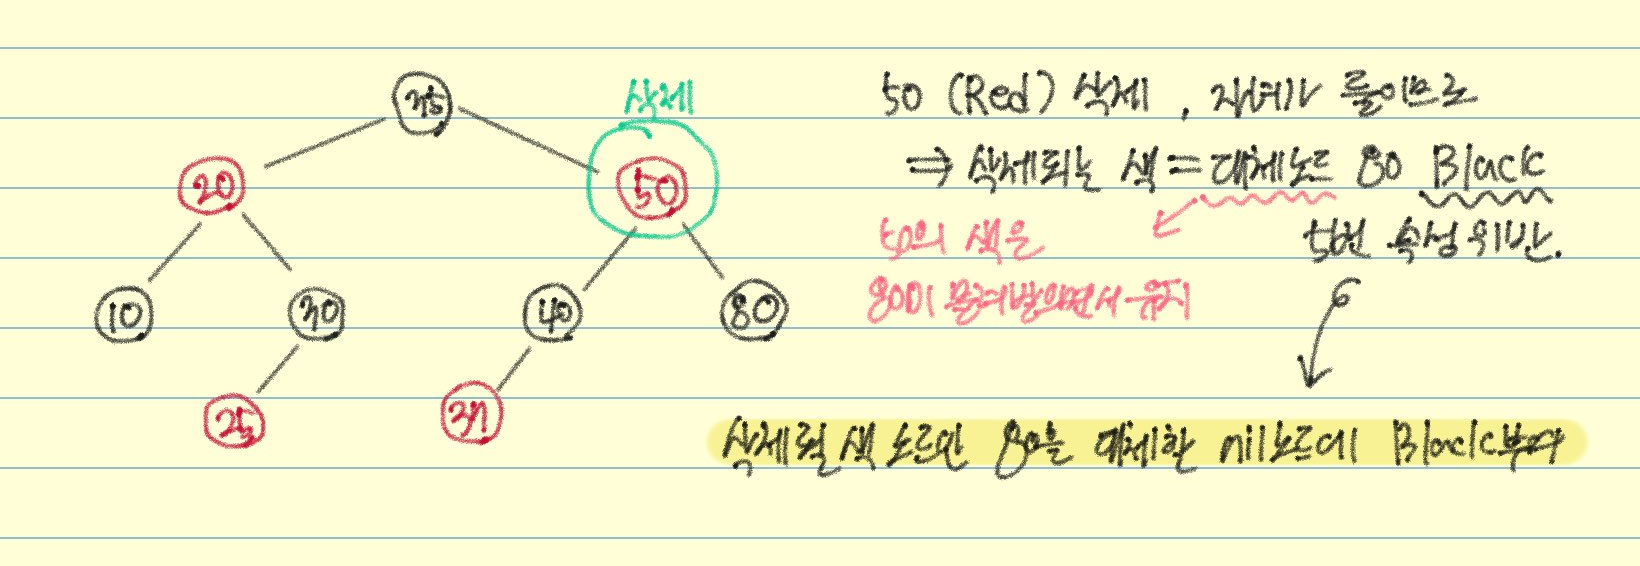 삭제
35
20
50
10
30
40
80
25
37
50 (Red) 삭제, 자녀가 둘이므로
⇒ 삭제되는 색 = 대체노드 80 Black
50의 색은
5번 속성 위반.
80이 물려받으면서 유지
삭제될 색 노드인 80을 대체한 nil노드에 Black부여